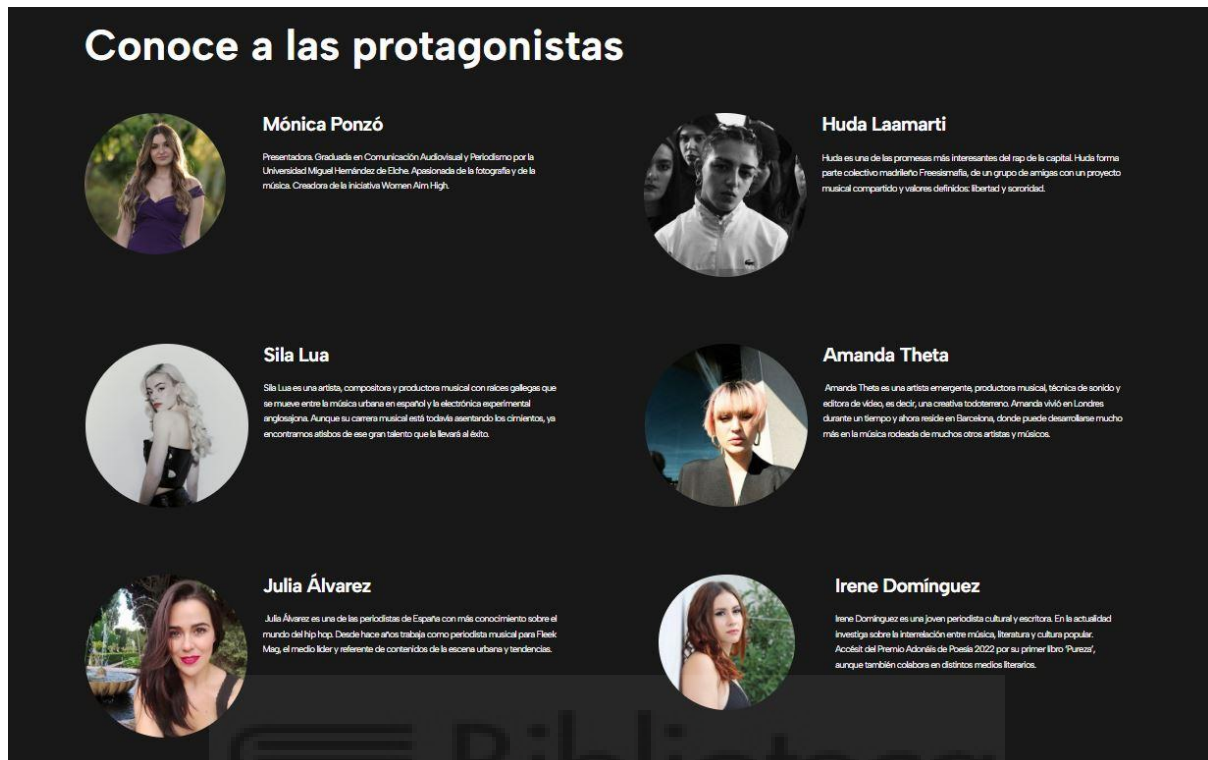 Conoce a las protagonistas
Mónica Ponzó
Presentadora. Graduada en Comunicación Audiovisual y Periodismo por la
Universidad Miguel Hernández de Elche. Apasionada de la fotografía y de la
música. Creadora de la iniciativa Women Aim High.
Huda Laamarti
Huda es una de las promesas más interesantes del rap de la capital. Huda forma
parte colectivo madrileño Freesismafia, de un grupo de amigas con un proyecto
musical compartido y valores definidos: libertad y sororidad.
Sila Lua
Sila Lua es una artista, compositora y productora musical con raíces gallegas que
se mueve entre la música urbana en español y la electrónica experimental
anglosajona. Aunque su carrera musical está todavía asentando los cimientos, ya
encontramos atisbos de ese gran talento que la llevará al éxito.
Amanda Theta
Amanda Theta es una artista emergente, productora musical, técnica de sonido y
editora de vídeo, es decir, una creativa todoterreno. Amanda vivió en Londres
durante un tiempo y ahora reside en Barcelona, donde puede desarrollarse mucho
más en la música rodeada de muchos otros artistas y músicos.
Julia Álvarez
Julia Álvarez es una de las periodistas de España con más conocimiento sobre el
mundo del hip hop. Desde hace años trabaja como periodista musical para Fleek
Mag, el medio líder y referente de contenidos de la escena urbana y tendencias.
Irene Domínguez
Irene Domínguez es una joven periodista cultural y escritora. En la actualidad
investiga sobre la interrelación entre música, literatura y cultura popular.
Accésit del Premio Adonáis de Poesía 2022 por su primer libro ‘Pureza’,
aunque también colabora en distintos medios literarios.
Biblioteca